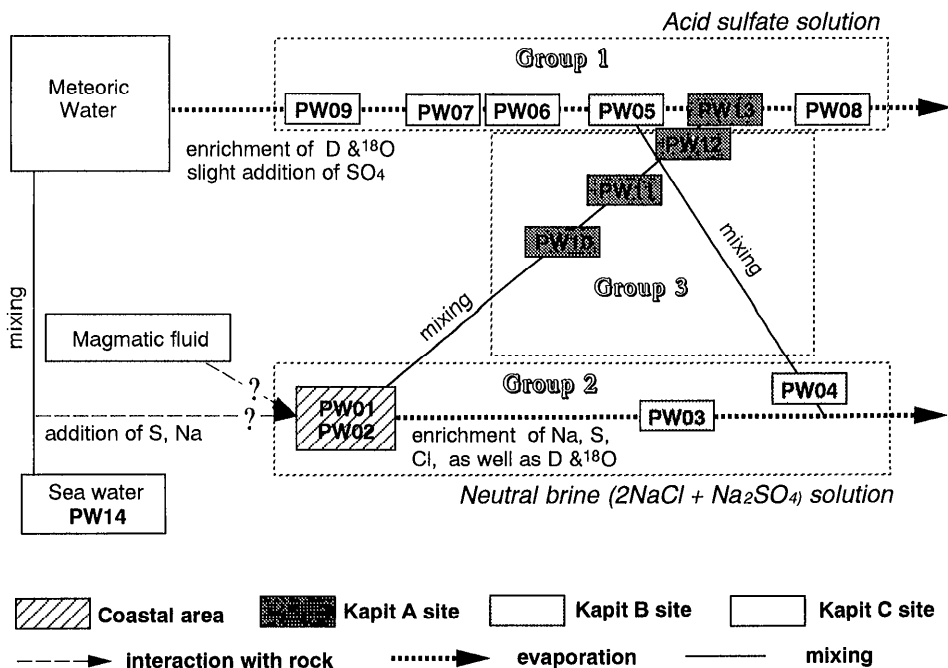 Acid sulfate solution
Group 1
Meteoric
Water
PW09
PW07
PW06
PW05
PW13
PW08
enrichment of D &¹⁸O
slight addition of SO₄
PW12
PW11
PW10
mixing
mixing
mixing
Group 3
Magmatic fluid
?
?
Group 2
PW01
PW02
PW03
PW04
addition of S, Na
enrichment of Na, S,
Cl, as well as D &¹⁸O
Sea water
PW14
Neutral brine (2NaCl + Na₂SO₄) solution
Coastal area
Kapit A site
Kapit B site
Kapit C site
interaction with rock
evaporation
mixing